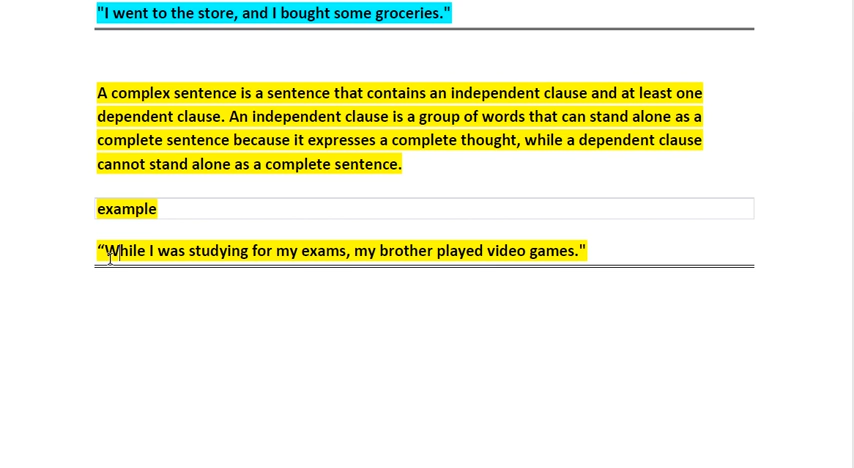 "I went to the store, and I bought some groceries."
A complex sentence is a sentence that contains an independent clause and at least one
dependent clause. An independent clause is a group of words that can stand alone as a
complete sentence because it expresses a complete thought, while a dependent clause
cannot stand alone as a complete sentence.
example
“While I was studying for my exams, my brother played video games."